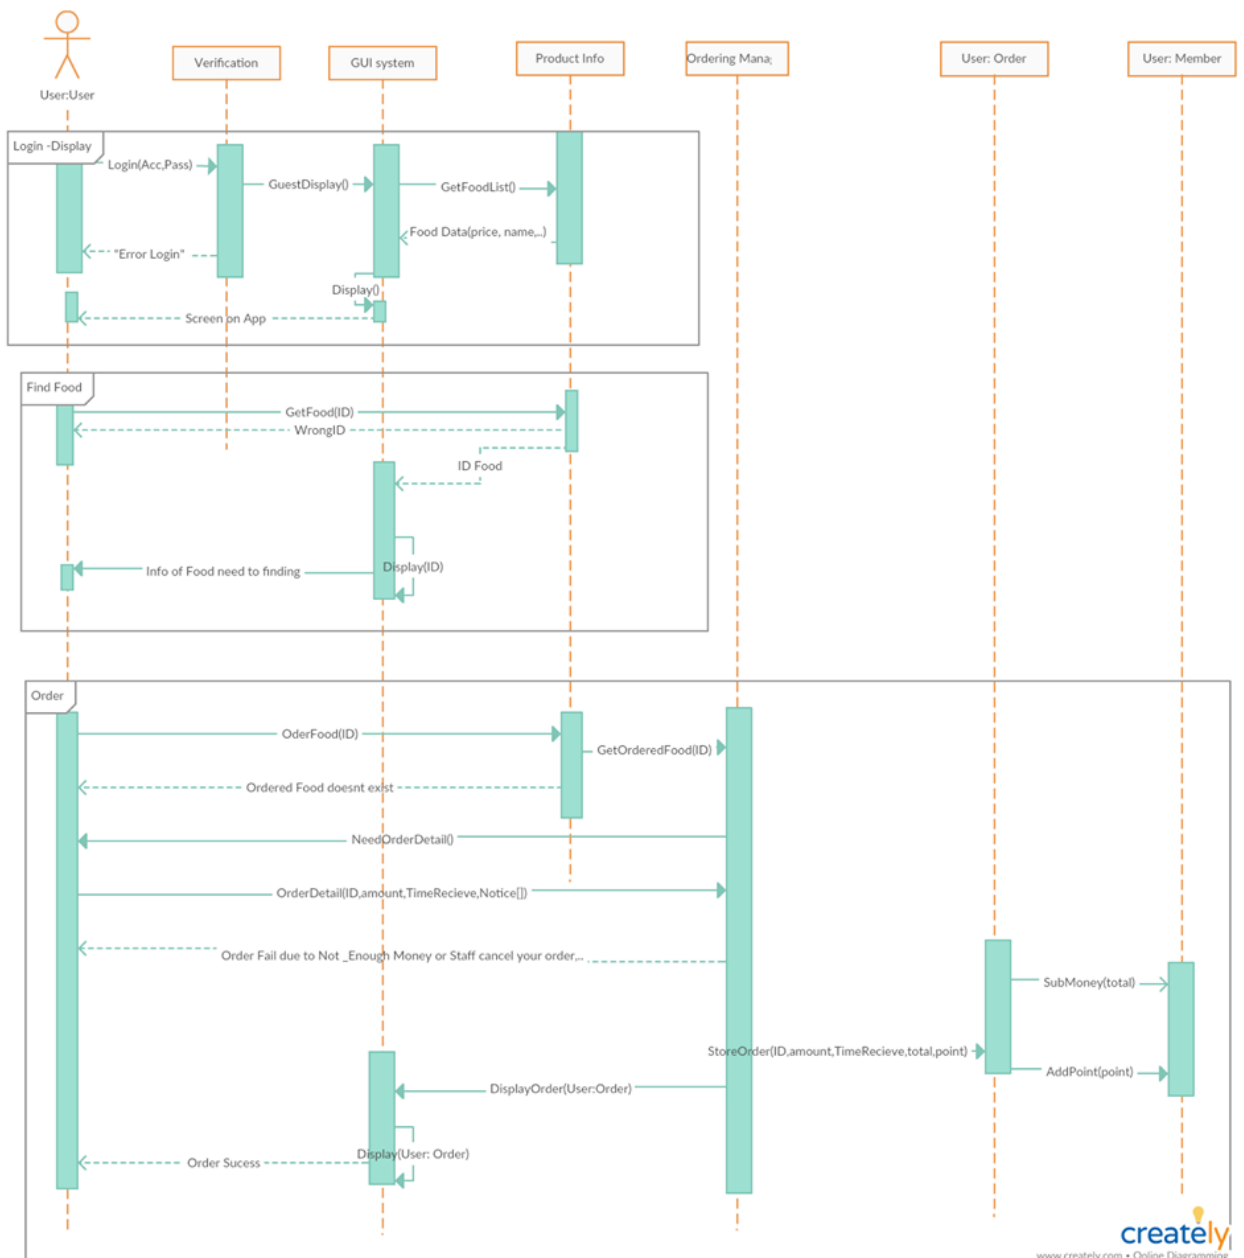 User:User
Verification
GUI system
Product Info
Ordering Mana
User: Order
User: Member
Login -Display
Login(Acc,Pass)
GuestDisplay()
GetFoodList()
Food Data(price, name,..)
"Error Login"
Display()
Screen on App
Find Food
GetFood(ID)
WrongID
ID Food
Display(ID)
Info of Food need to finding
Order
OderFood(ID)
GetOrderedFood(ID)
Ordered Food doesnt exist
NeedOrderDetail()
OrderDetail(ID,amount,TimeRecieve,Notice[])
Order Fail due to Not _Enough Money or Staff cancel your order,..
SubMoney(total)
StoreOrder(ID,amount,TimeRecieve,total,point)
AddPoint(point)
DisplayOrder(User:Order)
Display(User: Order)
Order Sucess
creately
www.creately.com • Online Diagramming